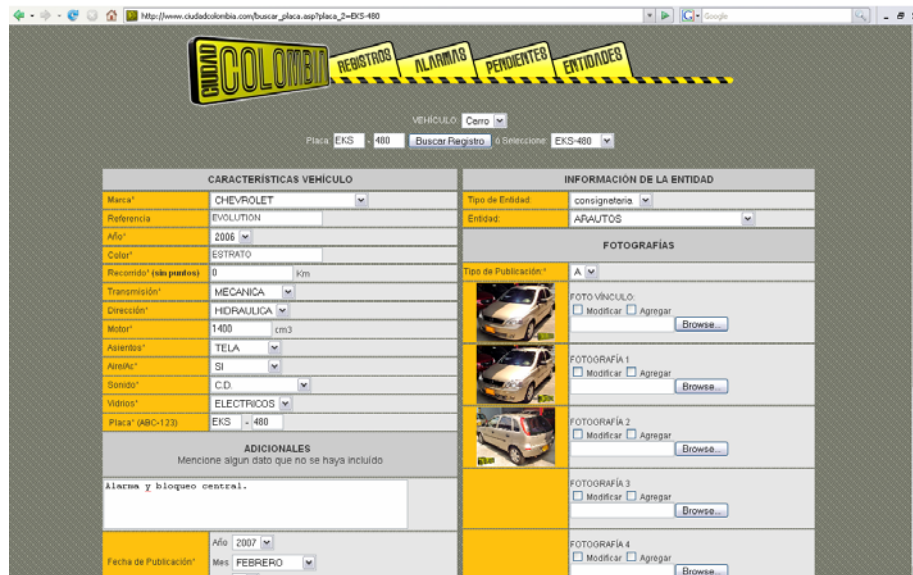 http://www.ciudadcolombia.com/buscar_placa.asp?placa_2=EKS-480
Google
CIUDAD COLOMBIA REGISTROS ALARMAS PENDIENTES ENTIDADES
VEHÍCULO: Carro
Placa: EKS - 480 Buscar Registro ó Seleccione: EKS-480
CARACTERÍSTICAS VEHÍCULO
Marca* CHEVROLET
Referencia EVOLUTION
Año* 2006
Color* ESTRATO
Recorrido* (sin puntos) 0 Km
Transmisión* MECANICA
Dirección* HIDRAULICA
Motor* 1400 cm3
Asientos* TELA
Aire/Ac* SI
Sonido* C.D.
Vidrios* ELECTRICOS
Placa* (ABC-123) EKS - 480
ADICIONALES
Mencione algun dato que no se haya incluído
Alarma y bloqueo central.
Fecha de Publicación* Año 2007
Mes FEBRERO
INFORMACIÓN DE LA ENTIDAD
Tipo de Entidad: consignataria
Entidad: ARAUTOS
FOTOGRAFÍAS
Tipo de Publicación:* A
FOTO VÍNCULO:
Modificar Agregar
Browse...
FOTOGRAFÍA 1
Modificar Agregar
Browse...
FOTOGRAFÍA 2
Modificar Agregar
Browse...
FOTOGRAFÍA 3
Modificar Agregar
Browse...
FOTOGRAFÍA 4
Modificar Agregar
Browse...